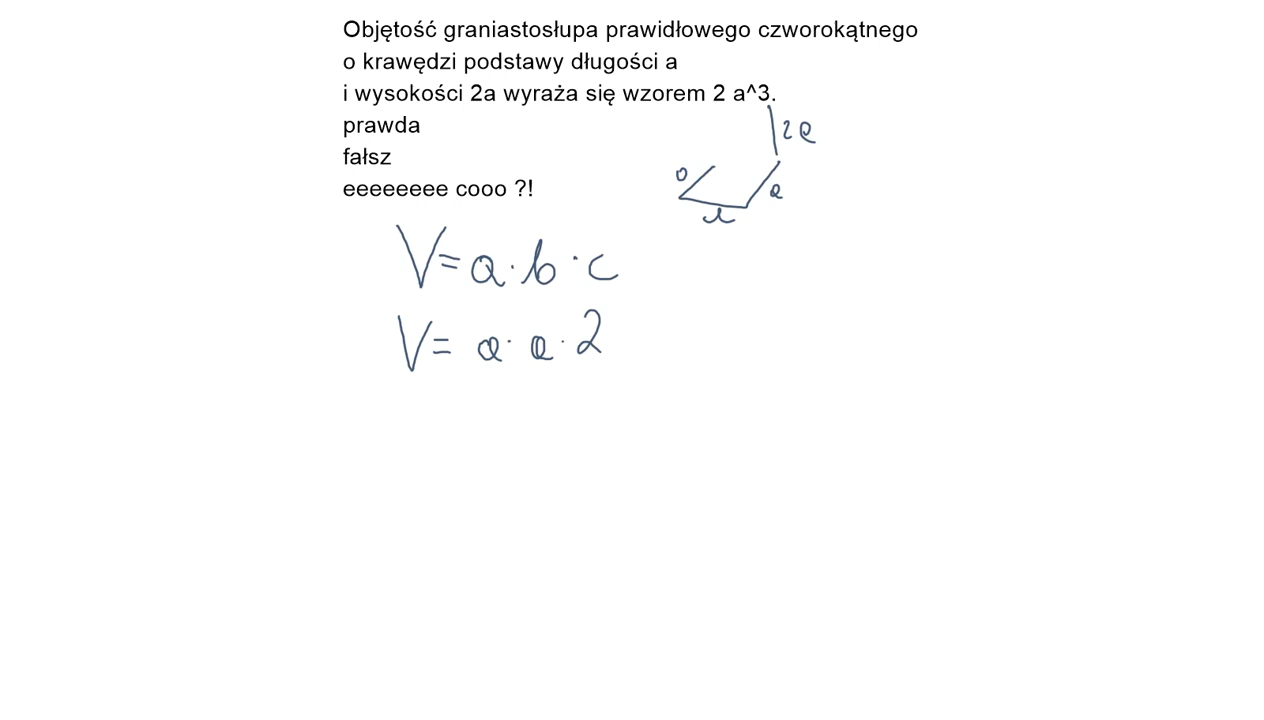 Objętość graniastosłupa prawidłowego czworokątnego
o krawędzi podstawy długości a
i wysokości 2a wyraża się wzorem 2 a^3.
prawda
fałsz
eeeeeeee cooo ?!
2a
a
V=a·b·c
V= a·a·2